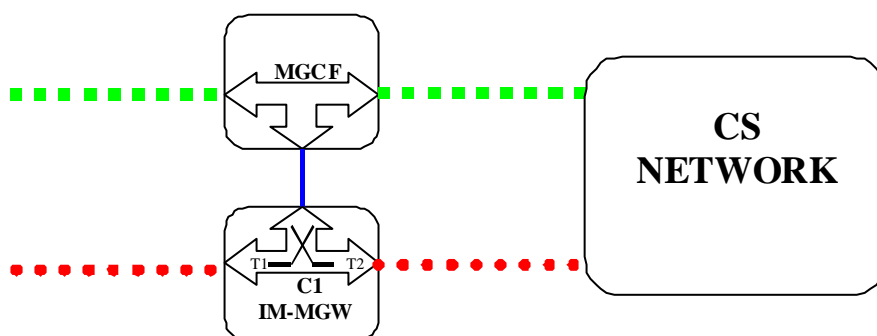 MGCF
CS
NETWORK
T1 T2
C1
IM-MGW